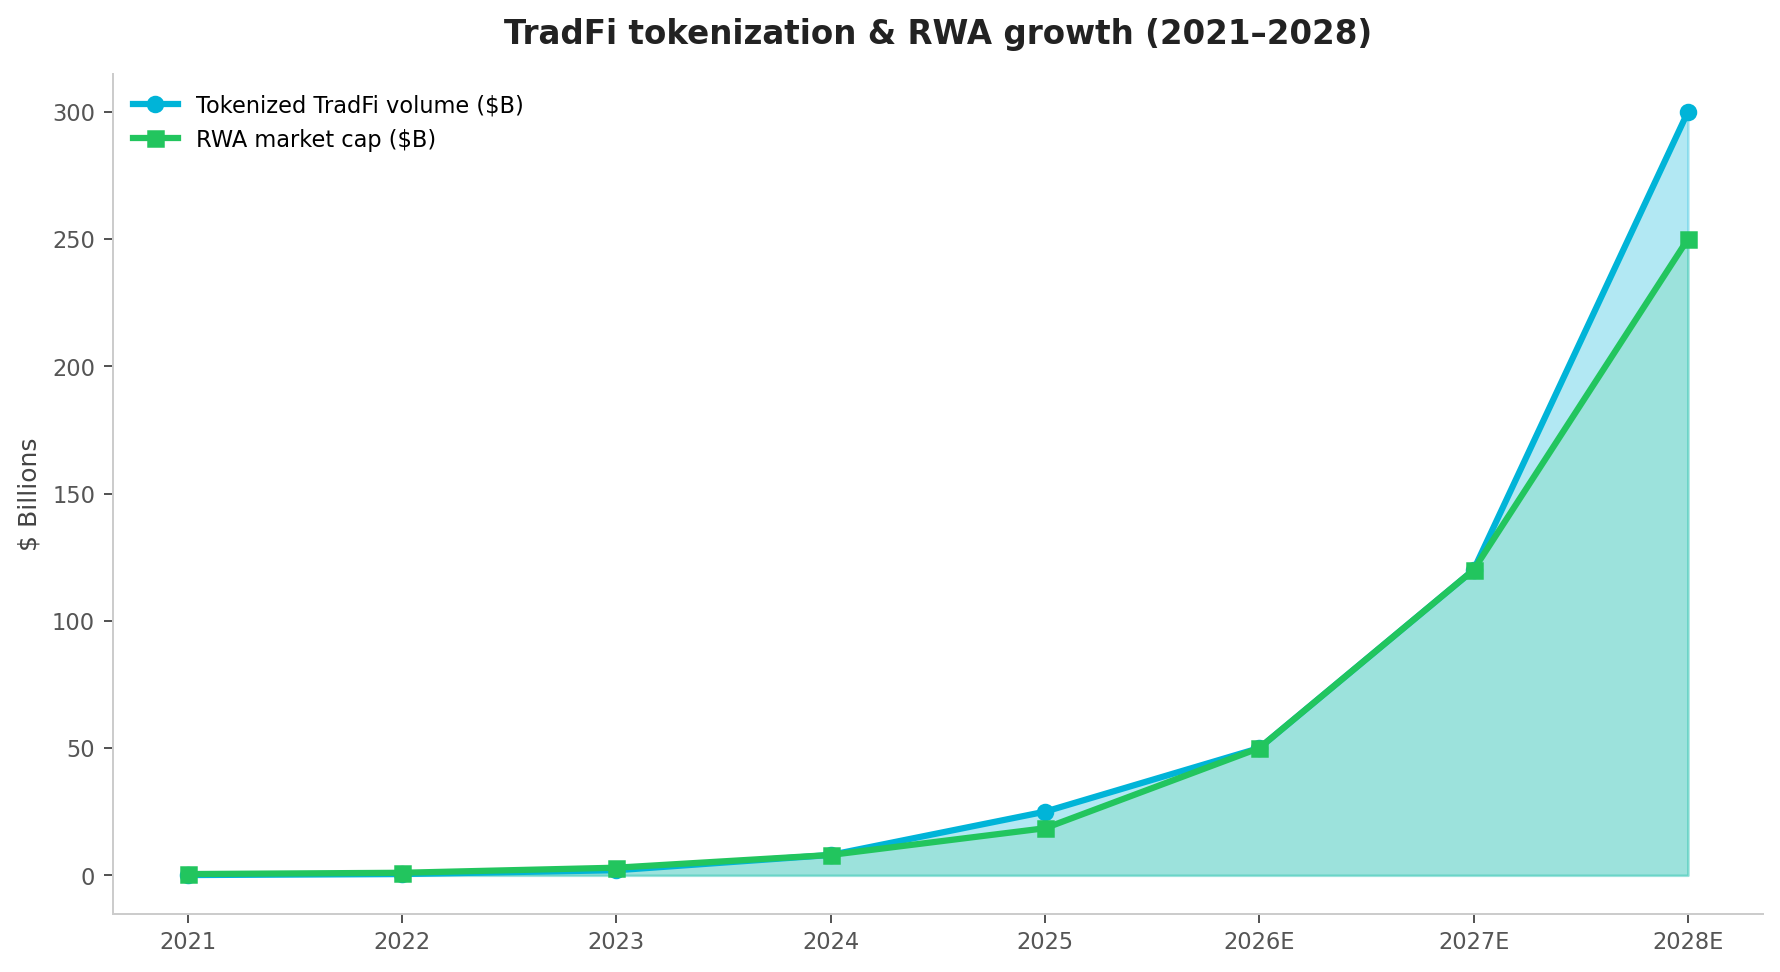 TradFi tokenization & RWA growth (2021–2028)
Tokenized TradFi volume ($B)
RWA market cap ($B)
$ Billions
300
250
200
150
100
50
0
2021 2022 2023 2024 2025 2026E 2027E 2028E